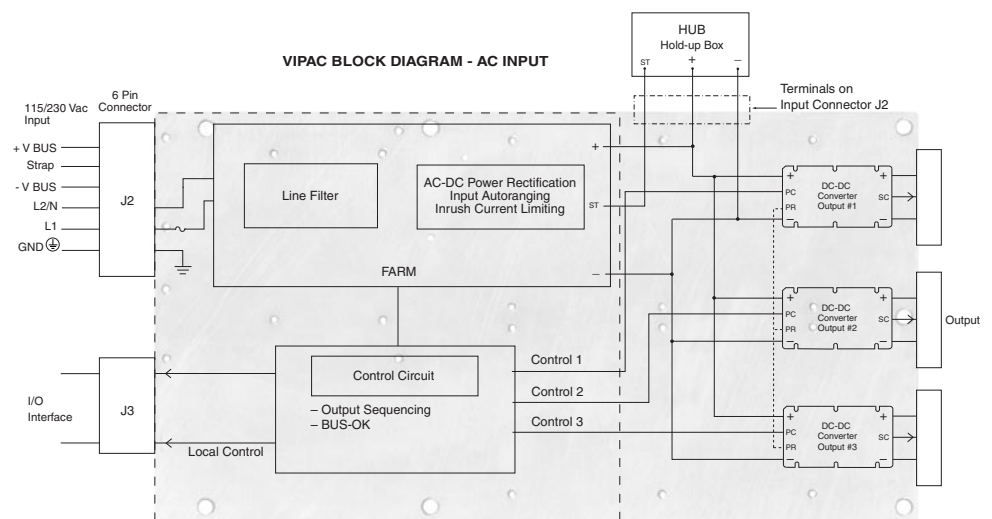 VIPAC BLOCK DIAGRAM - AC INPUT
HUB
Hold-up Box
ST + –
Terminals on
Input Connector J2
6 Pin
Connector
115/230 Vac
Input
+ V BUS
Strap
- V BUS
L2/N
L1
GND
J2
Line Filter
AC-DC Power Rectification
Input Autoranging
Inrush Current Limiting
+
ST
–
FARM
+ PC PR –
DC-DC
Converter
Output #1
+ SC –
+ PC PR –
DC-DC
Converter
Output #2
+ SC –
Output
+ PC PR –
DC-DC
Converter
Output #3
+ SC –
I/O
Interface
J3
Local Control
Control Circuit
– Output Sequencing
– BUS-OK
Control 1
Control 2
Control 3